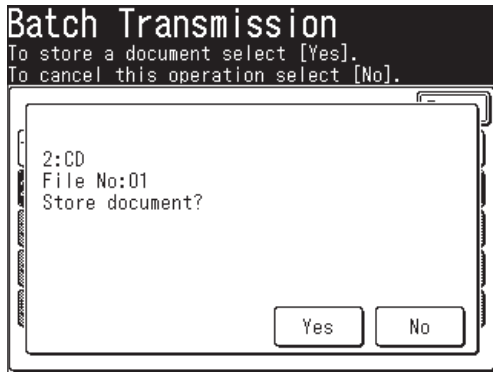 Batch Transmission
To store a document select [Yes].
To cancel this operation select [No].
2:CD
File No:01
Store document?
Yes No